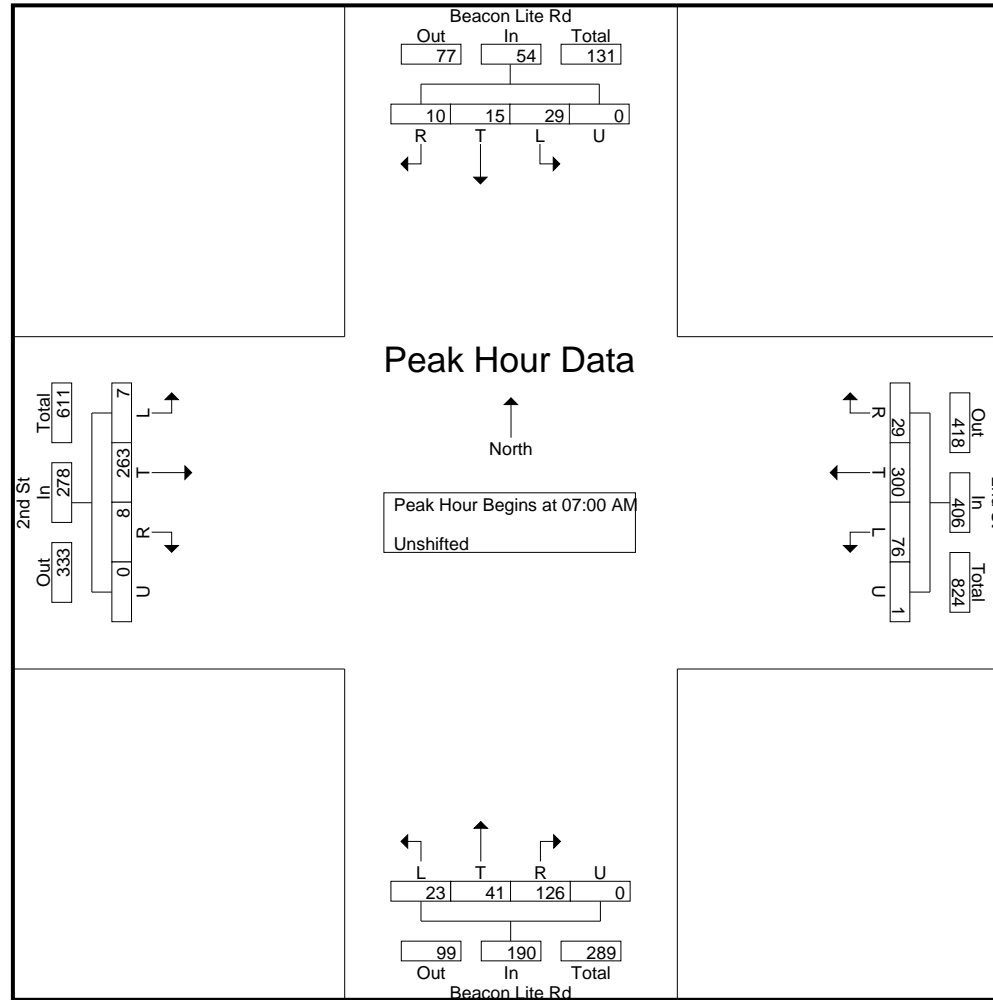 Beacon Lite Rd
Out In Total
77 54 131
10 15 29 0
R T L U
Peak Hour Data
North
Peak Hour Begins at 07:00 AM
Unshifted
2nd St
Total In Out
611 278 333
7 263 8 0
L T R U
R T L U
29 300 76 1
Out In Total
418 406 824
L T R U
23 41 126 0
99 190 289
Out In Total
Beacon Lite Rd